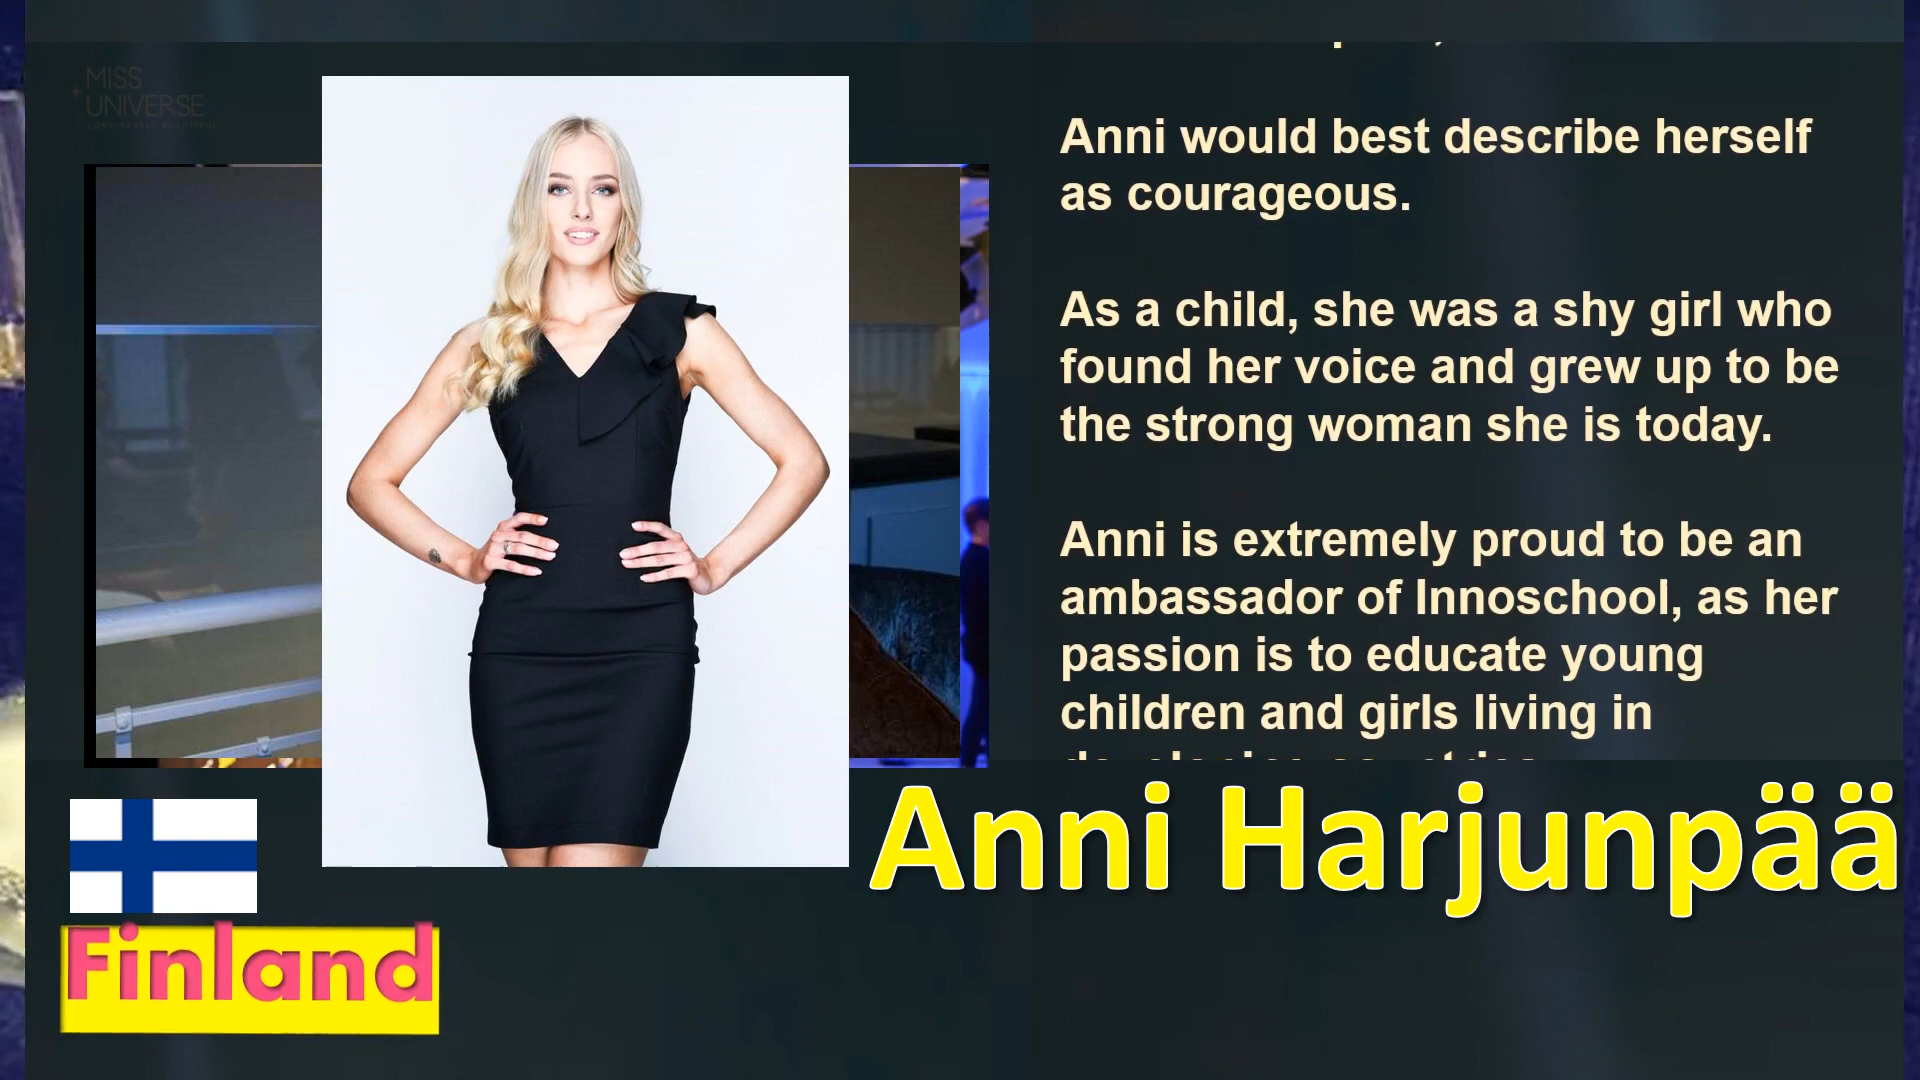 MISS
UNIVERSE
Anni would best describe herself
as courageous.
As a child, she was a shy girl who
found her voice and grew up to be
the strong woman she is today.
Anni is extremely proud to be an
ambassador of Innoschool, as her
passion is to educate young
children and girls living in
Anni Harjunpää
Finland